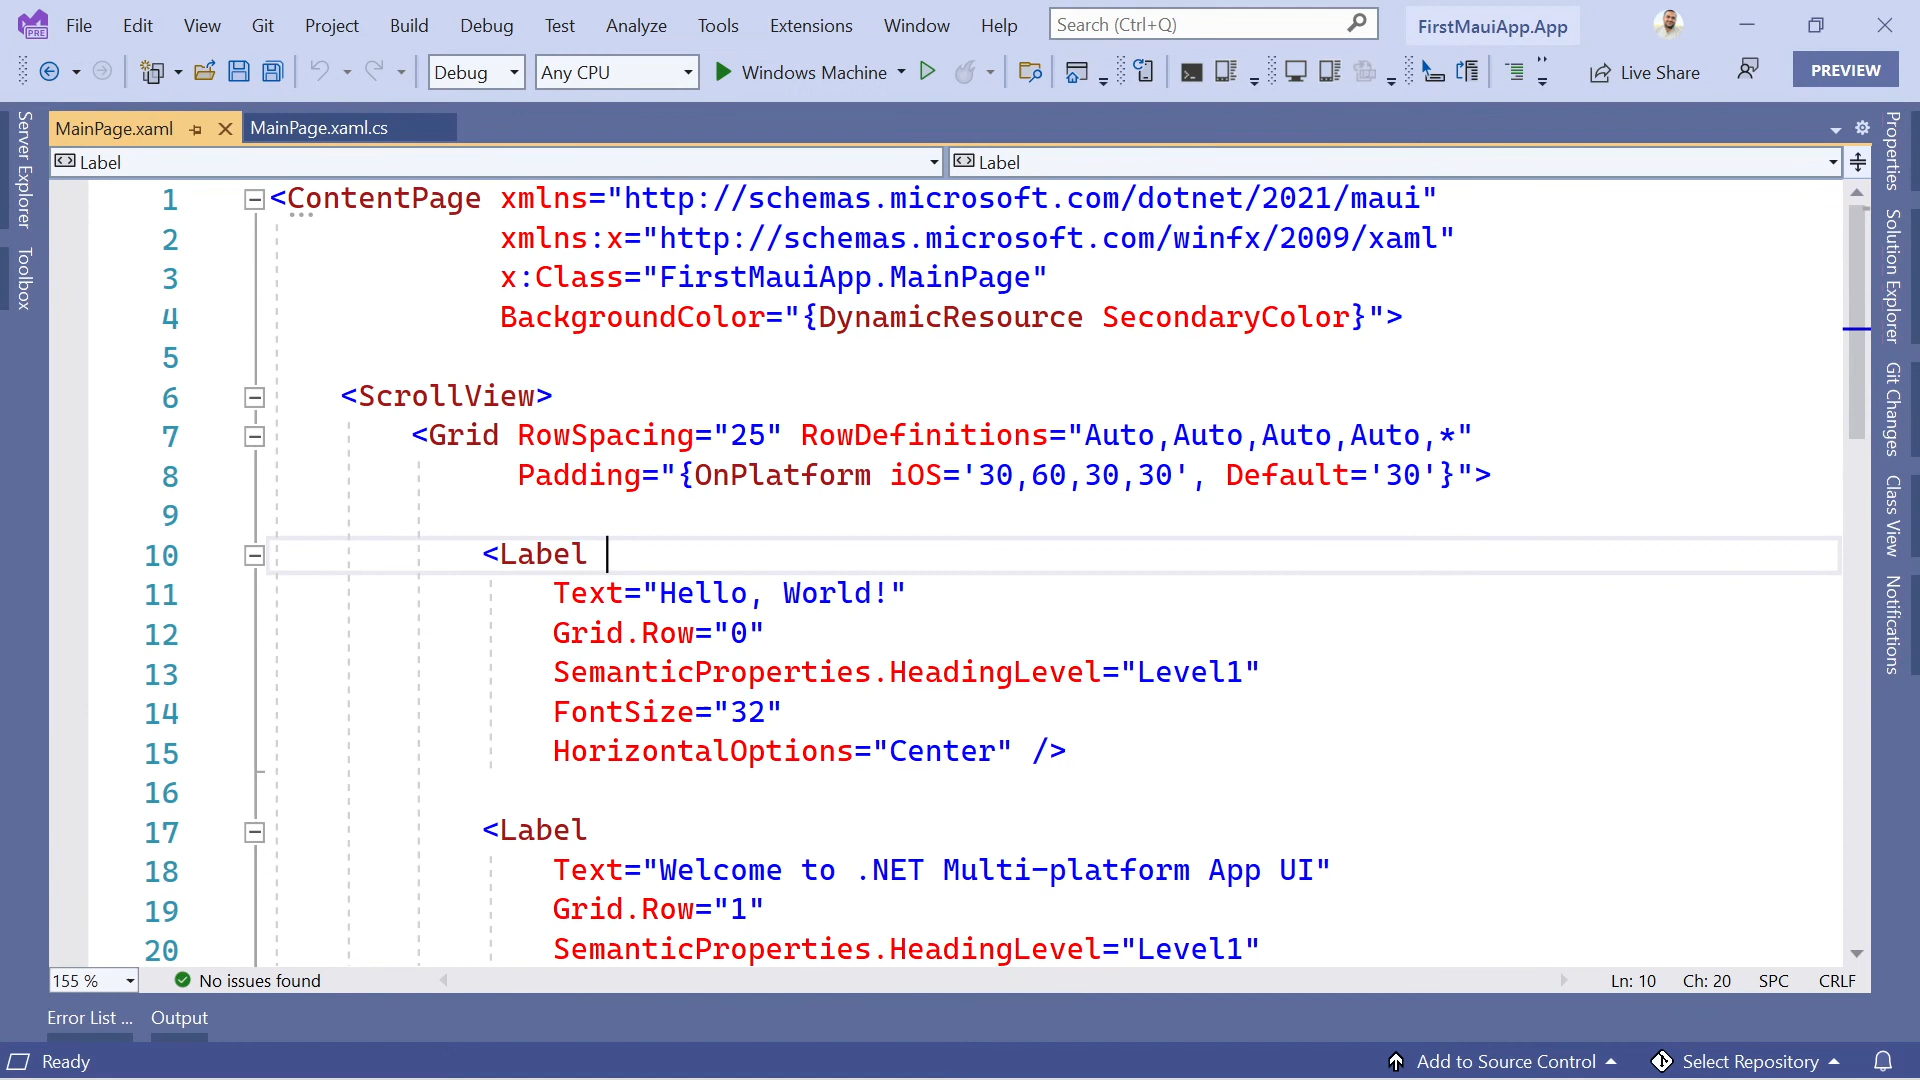 File Edit View Git Project Build Debug Test Analyze Tools Extensions Window Help Search (Ctrl+Q) FirstMauiApp.App
PRE
Debug Any CPU Windows Machine Live Share PREVIEW
MainPage.xaml MainPage.xaml.cs
Label Label
Server Explorer
Toolbox
1 <ContentPage xmlns="http://schemas.microsoft.com/dotnet/2021/maui"
2 xmlns:x="http://schemas.microsoft.com/winfx/2009/xaml"
3 x:Class="FirstMauiApp.MainPage"
4 BackgroundColor="{DynamicResource SecondaryColor}">
5
6 <ScrollView>
7 <Grid RowSpacing="25" RowDefinitions="Auto,Auto,Auto,Auto,*"
8 Padding="{OnPlatform iOS='30,60,30,30', Default='30'}">
9
10 <Label
11 Text="Hello, World!"
12 Grid.Row="0"
13 SemanticProperties.HeadingLevel="Level1"
14 FontSize="32"
15 HorizontalOptions="Center" />
16
17 <Label
18 Text="Welcome to .NET Multi-platform App UI"
19 Grid.Row="1"
20 SemanticProperties.HeadingLevel="Level1"
Properties
Solution Explorer
Git Changes
Class View
Notifications
155 % No issues found Ln: 10 Ch: 20 SPC CRLF
Error List ... Output
Ready Add to Source Control Select Repository